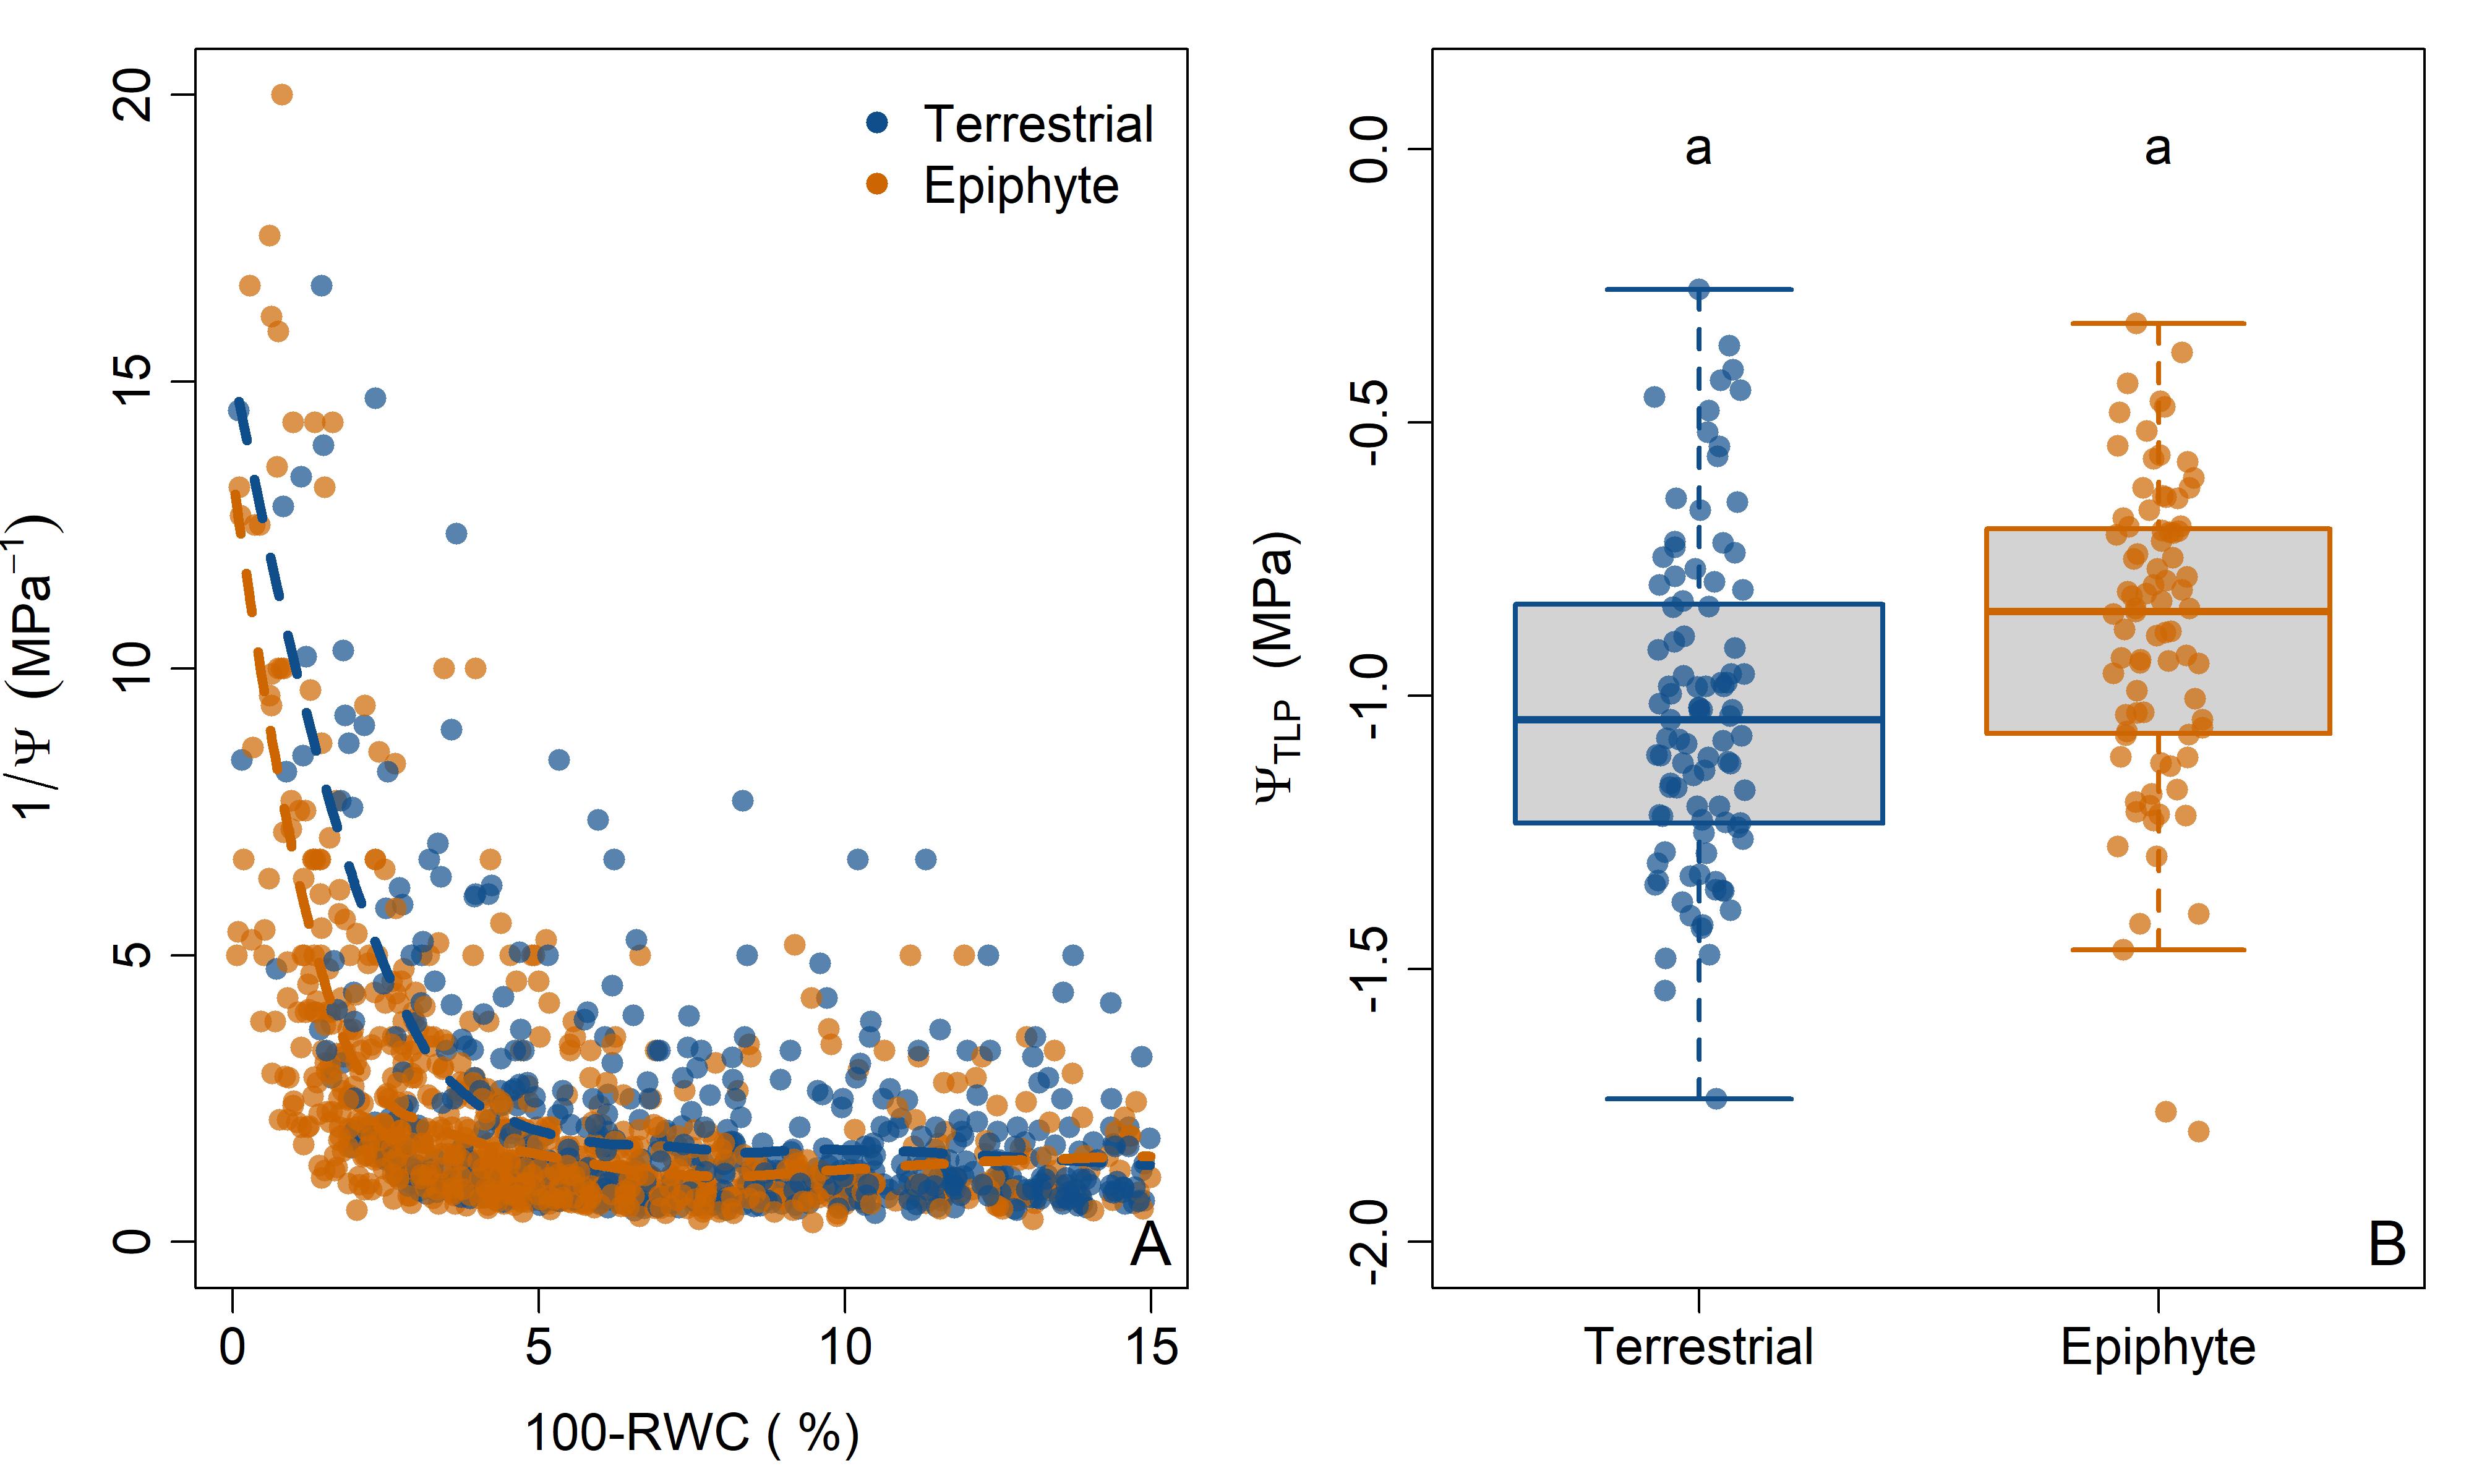 20
15
10
5
0
1/Ψ (MPa⁻¹)
Terrestrial
Epiphyte
A
0 5 10 15
100-RWC ( %)
0.0
-0.5
-1.0
-1.5
-2.0
Ψ_TLP (MPa)
a a
B
Terrestrial Epiphyte